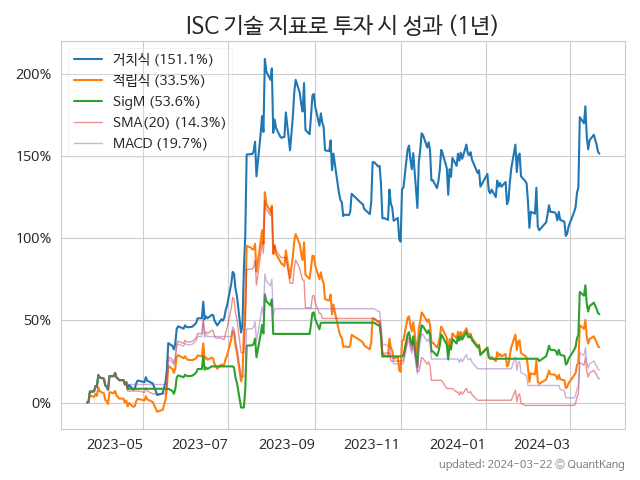 ISC 기술 지표로 투자 시 성과 (1년)
거치식 (151.1%)
적립식 (33.5%)
SigM (53.6%)
SMA(20) (14.3%)
MACD (19.7%)
200%
150%
100%
50%
0%
2023-05 2023-07 2023-09 2023-11 2024-01 2024-03
updated: 2024-03-22 © QuantKang